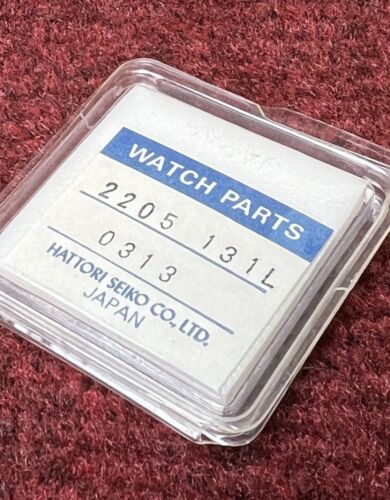 WATCH PARTS
2205 131L
0313
HATTORI SEIKO CO., LTD.
JAPAN